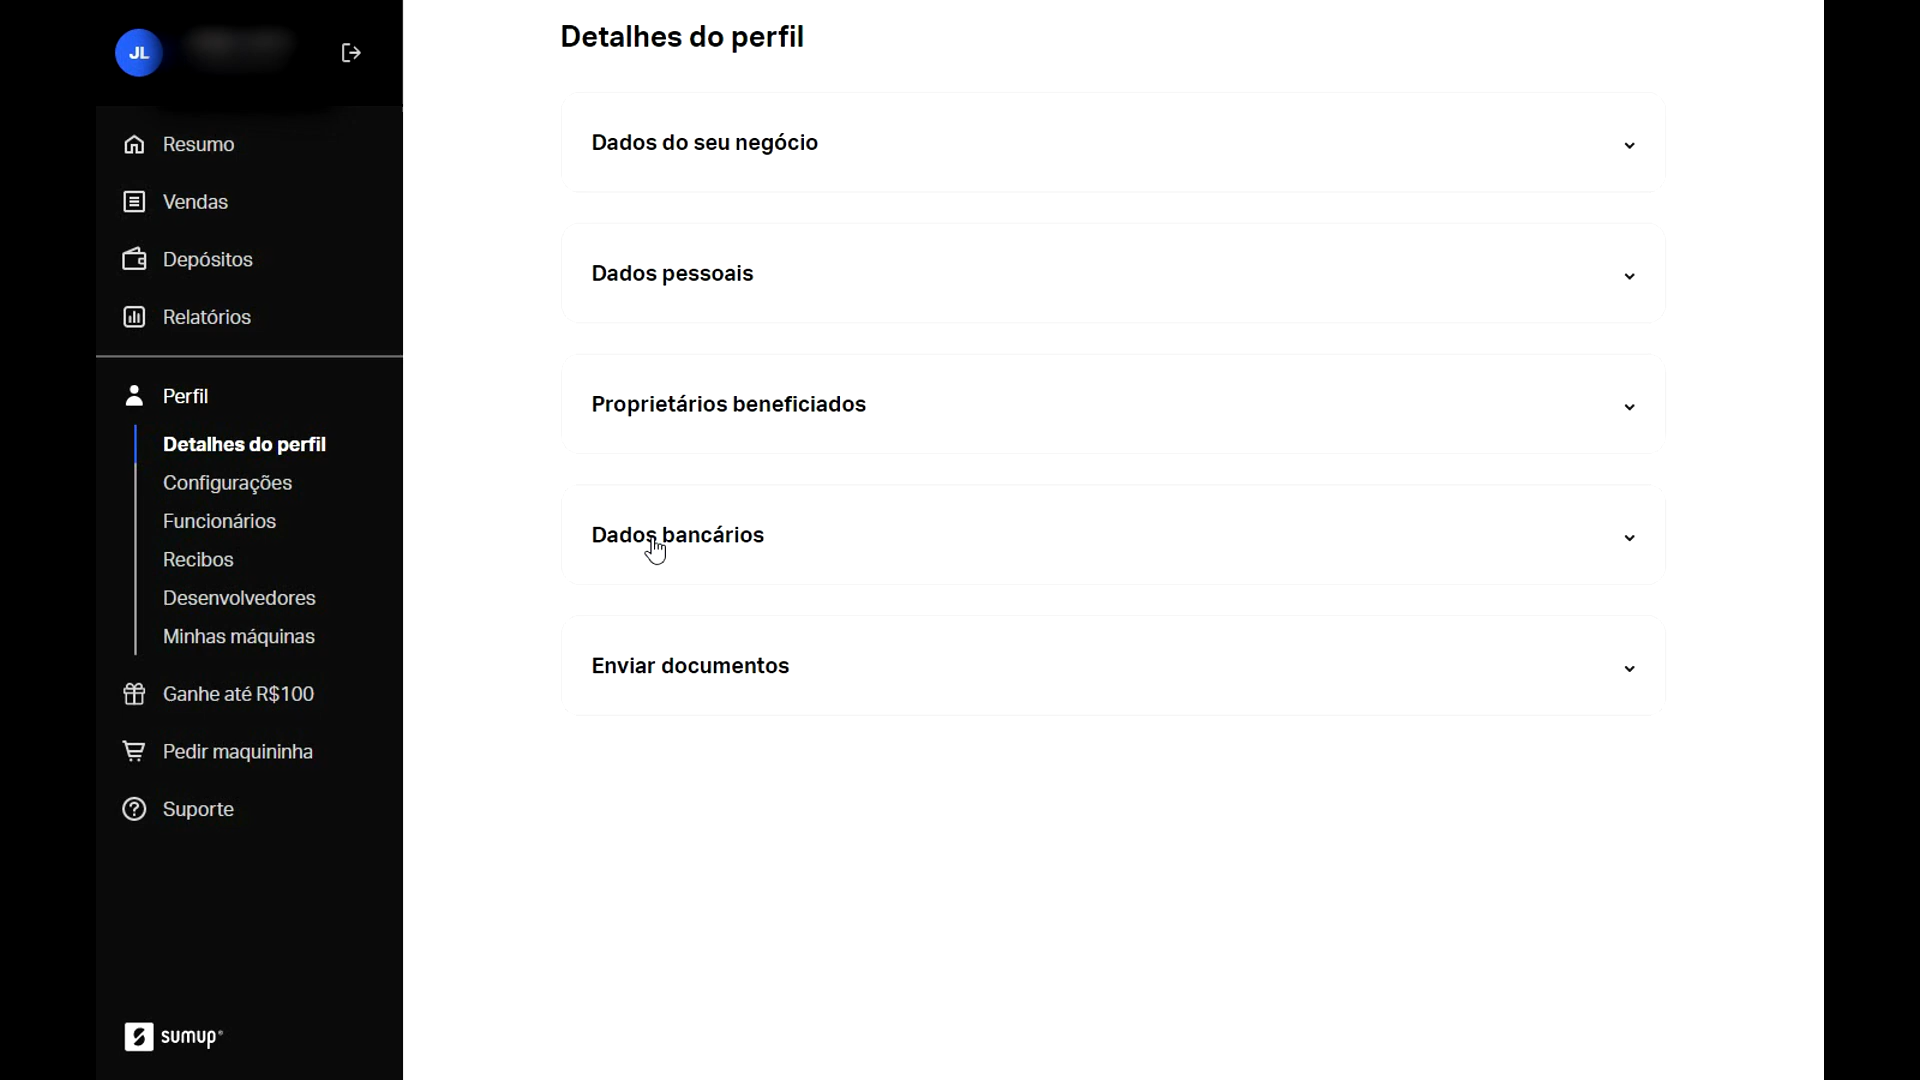 JL
Resumo
Vendas
Depósitos
Relatórios
Perfil
Detalhes do perfil
Configurações
Funcionários
Recibos
Desenvolvedores
Minhas máquinas
Ganhe até R$100
Pedir maquininha
Suporte
sumup®
Detalhes do perfil
Dados do seu negócio
Dados pessoais
Proprietários beneficiados
Dados bancários
Enviar documentos